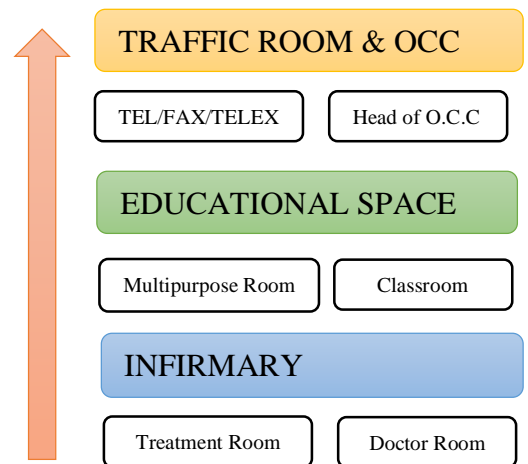 TRAFFIC ROOM & OCC
TEL/FAX/TELEX
Head of O.C.C
EDUCATIONAL SPACE
Multipurpose Room
Classroom
INFIRMARY
Treatment Room
Doctor Room